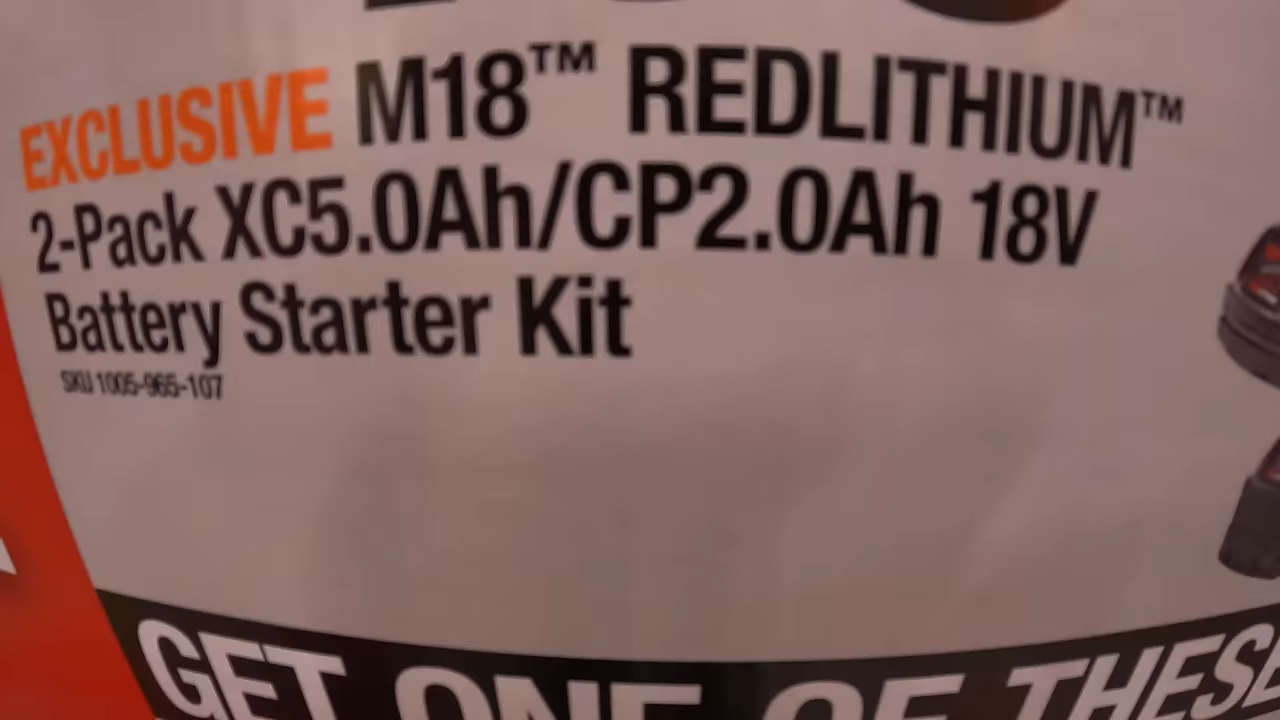 EXCLUSIVE M18™ REDLITHIUM™
2-Pack XC5.0Ah/CP2.0Ah 18V
Battery Starter Kit
SKU 1005-965-107
GET ONE OF THESE